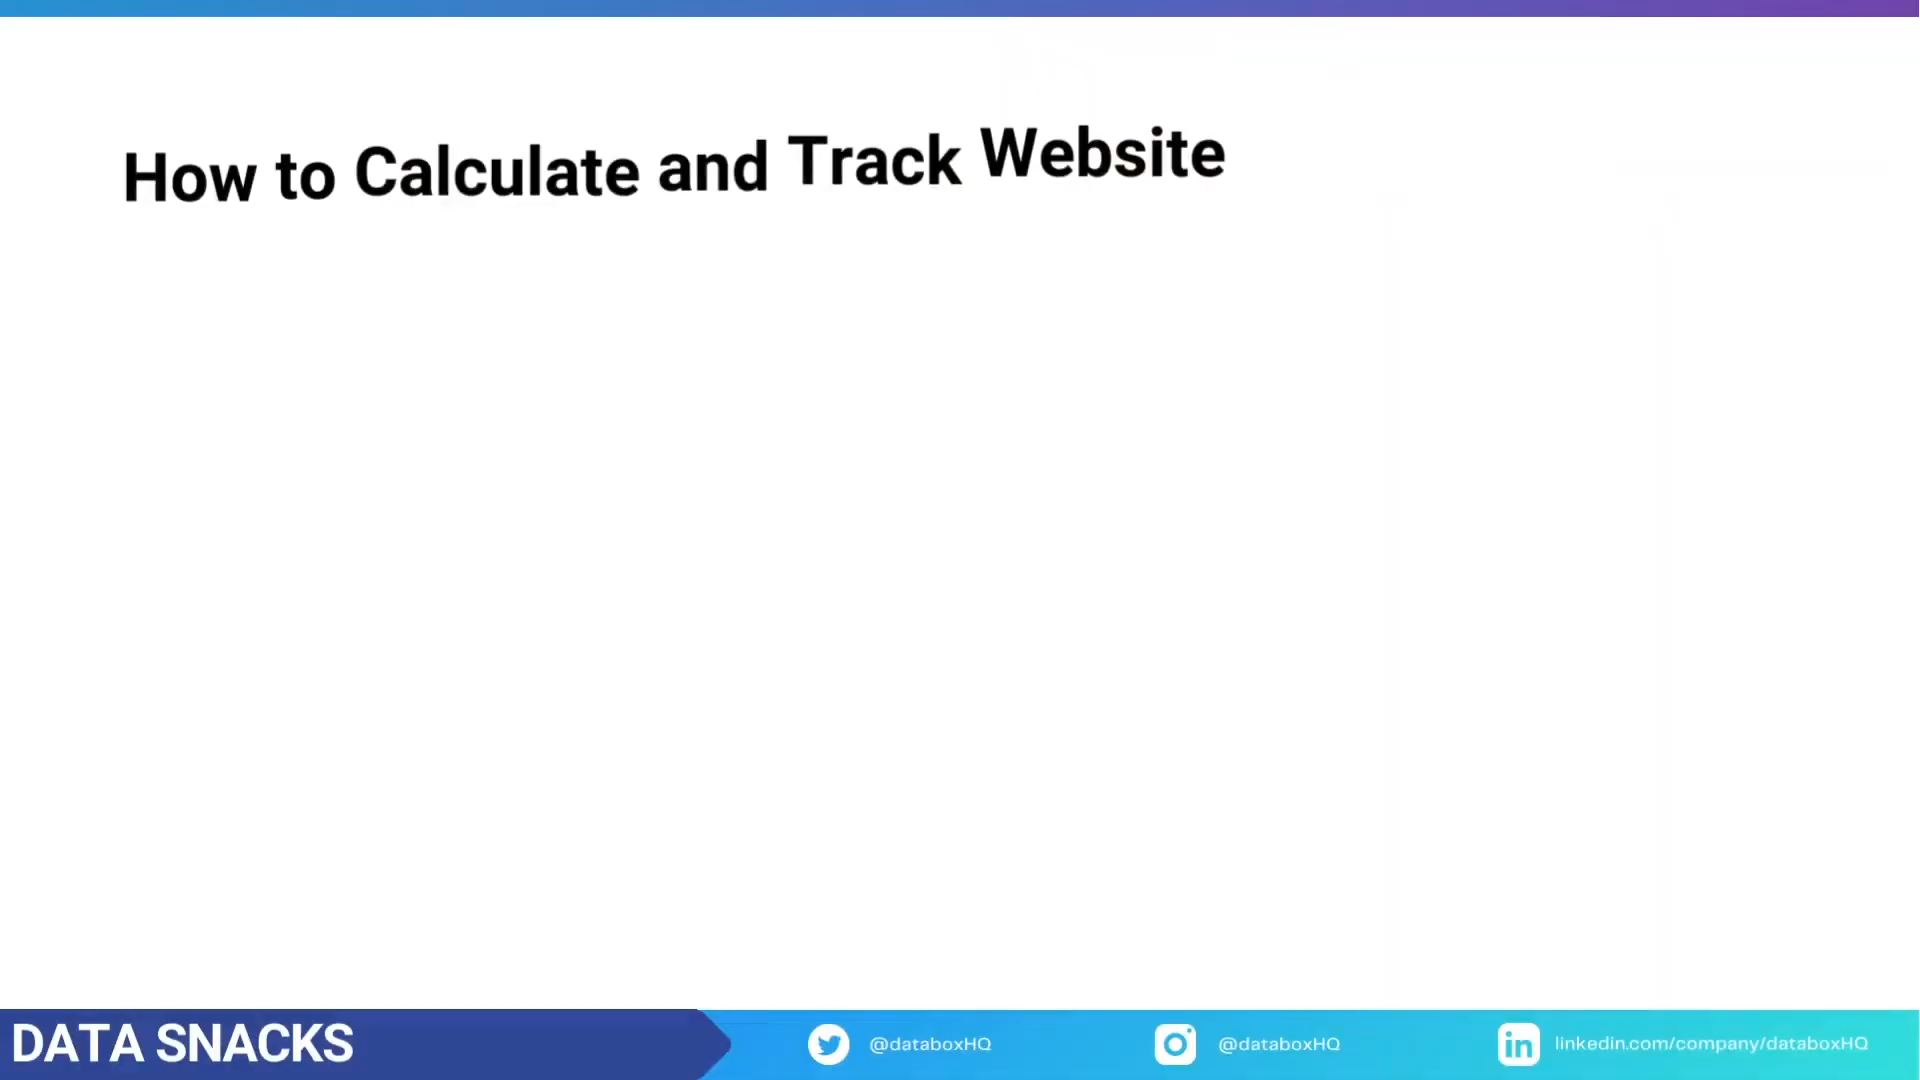 How to Calculate and Track Website
DATA SNACKS
@databoxHQ
@databoxHQ
linkedin.com/company/databoxHQ